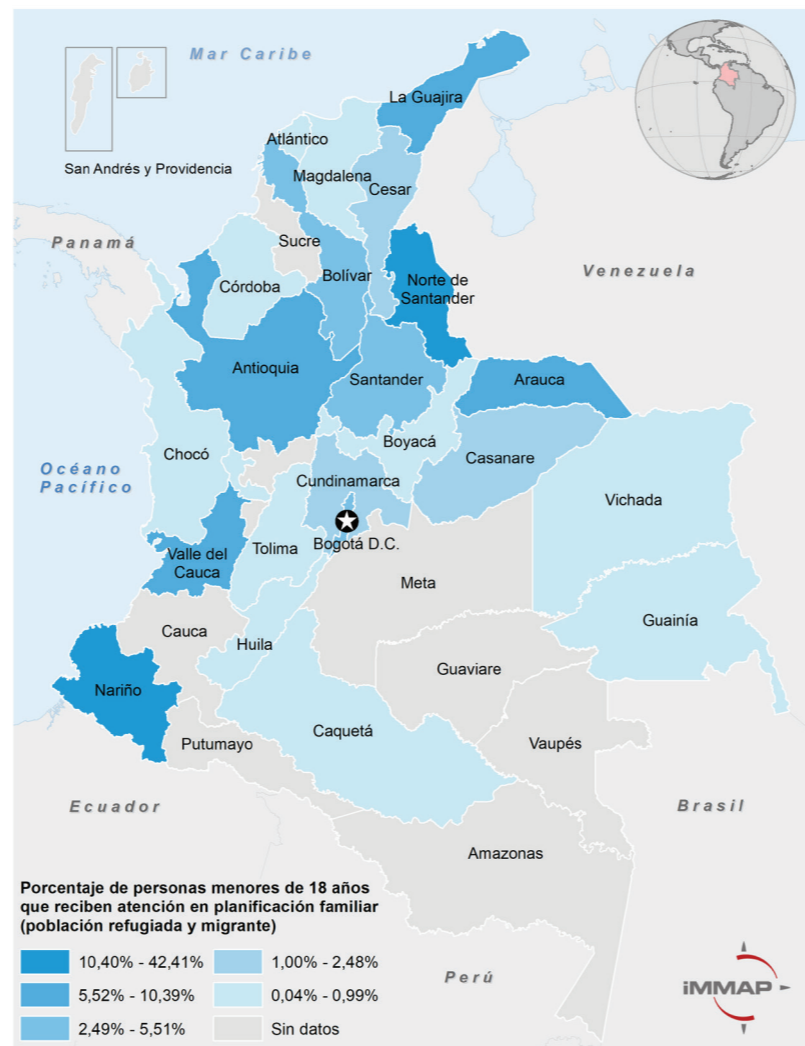 Mar Caribe
La Guajira
San Andrés y Providencia
Atlántico
Magdalena
Cesar
Panamá
Sucre
Venezuela
Córdoba
Bolívar
Norte de
Santander
Antioquia
Santander
Arauca
Chocó
Boyacá
Casanare
Océano
Pacífico
Cundinamarca
Vichada
Valle del
Cauca
Tolima
Bogotá D.C.
Meta
Guainía
Cauca
Huila
Guaviare
Nariño
Caquetá
Putumayo
Vaupés
Ecuador
Brasil
Amazonas
Porcentaje de personas menores de 18 años
que reciben atención en planificación familiar
(población refugiada y migrante)
10,40% - 42,41%
1,00% - 2,48%
5,52% - 10,39%
0,04% - 0,99%
2,49% - 5,51%
Sin datos
Perú
iMMAP